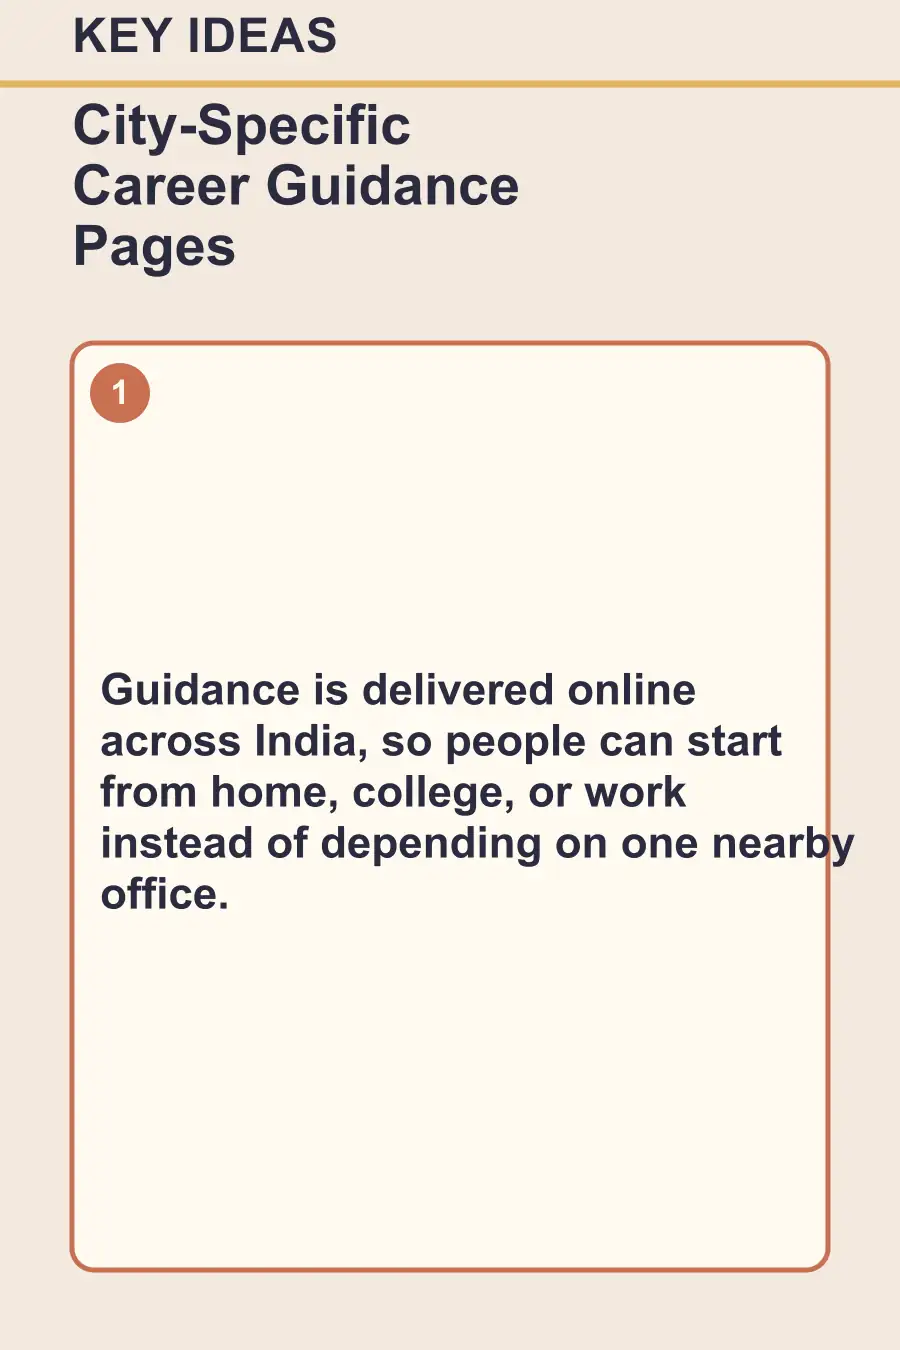 KEY IDEAS
City-Specific
Career Guidance
Pages
1
Guidance is delivered online
across India, so people can start
from home, college, or work
instead of depending on one nearby
office.